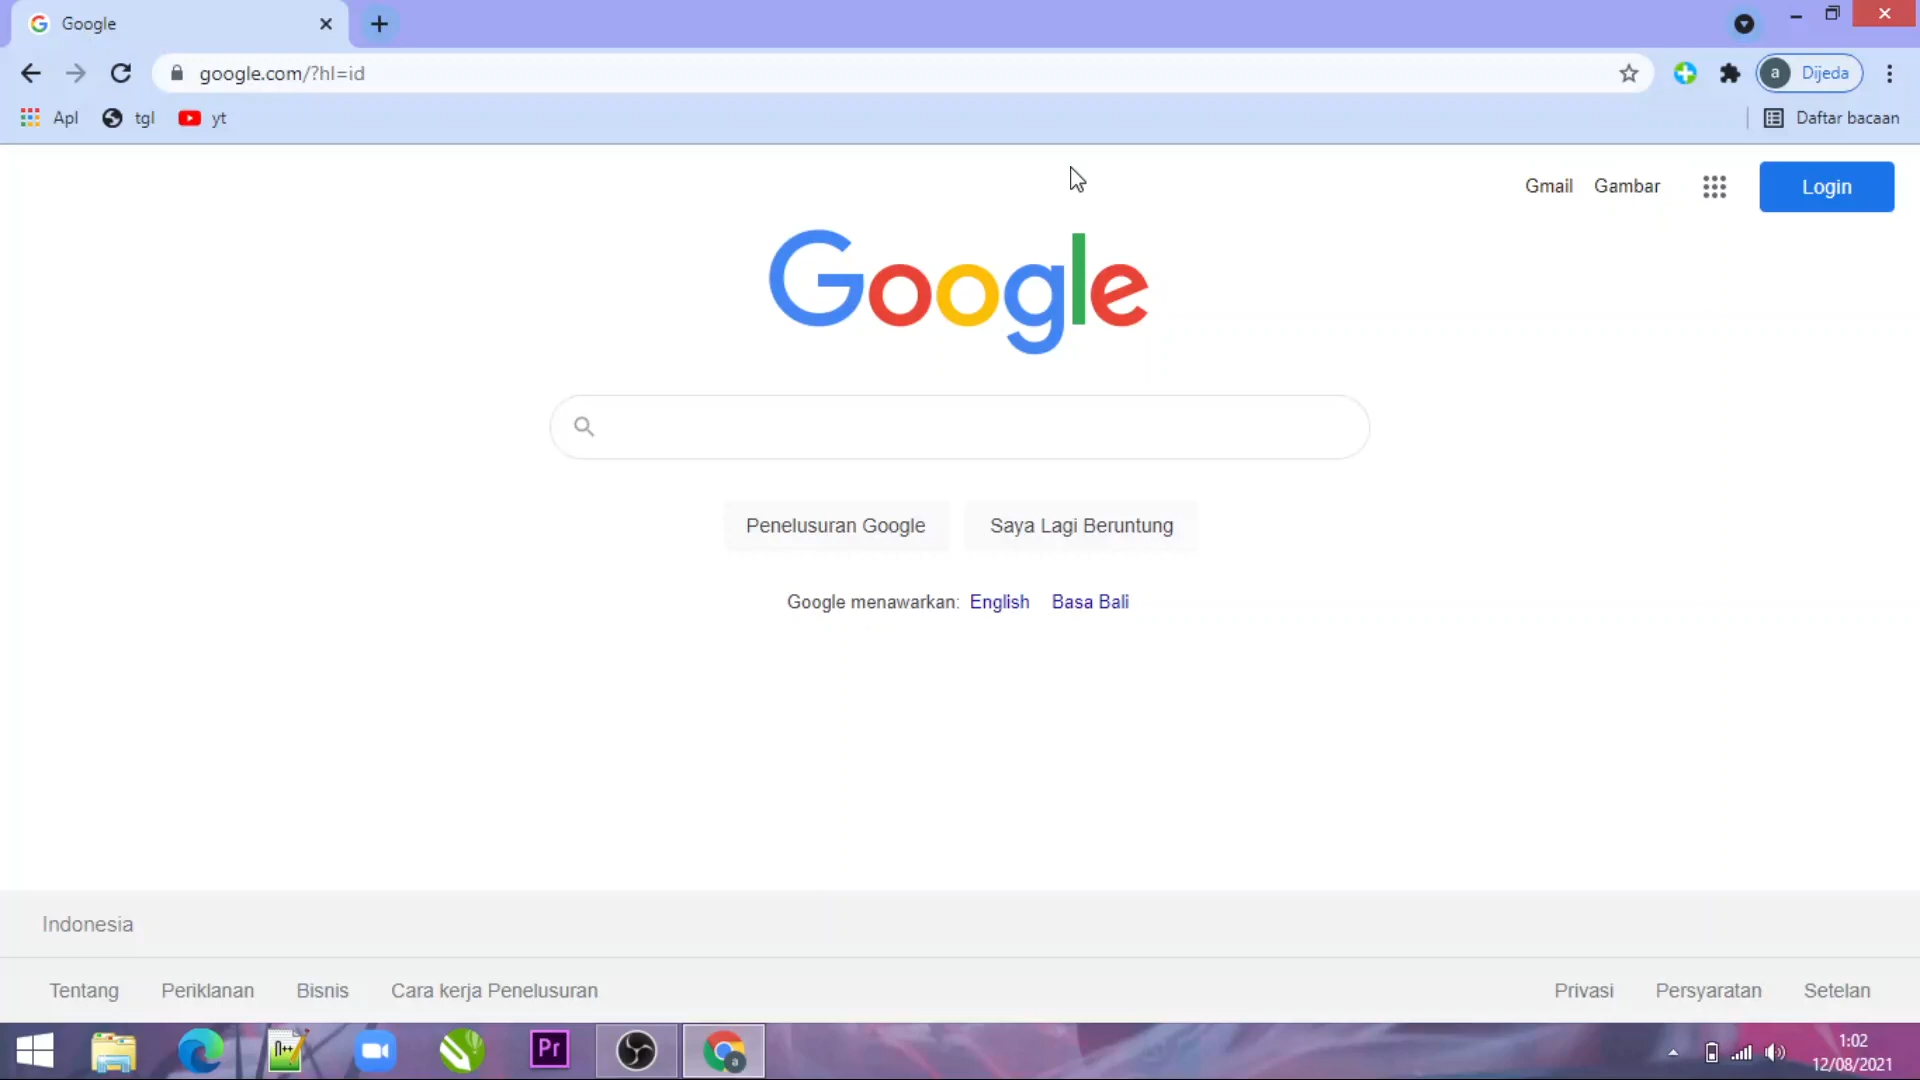 Google
google.com/?hl=id
a Dijeda
Apl tgl yt Daftar bacaan
Gmail Gambar Login
Google
Penelusuran Google Saya Lagi Beruntung
Google menawarkan: English Basa Bali
Indonesia
Tentang Periklanan Bisnis Cara kerja Penelusuran Privasi Persyaratan Setelan
n++ Pr a
1:02
12/08/2021